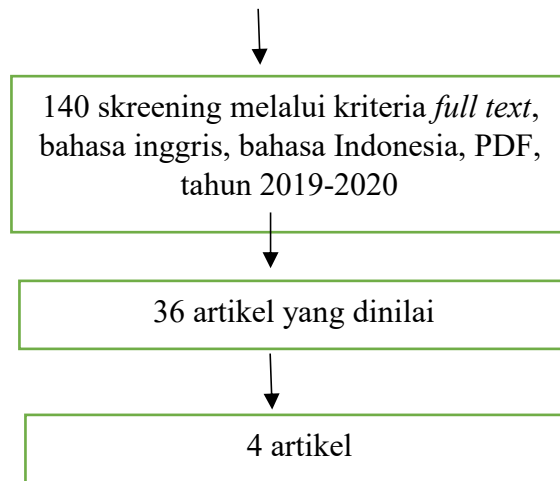 140 skreening melalui kriteria full text,
bahasa inggris, bahasa Indonesia, PDF,
tahun 2019-2020
36 artikel yang dinilai
4 artikel